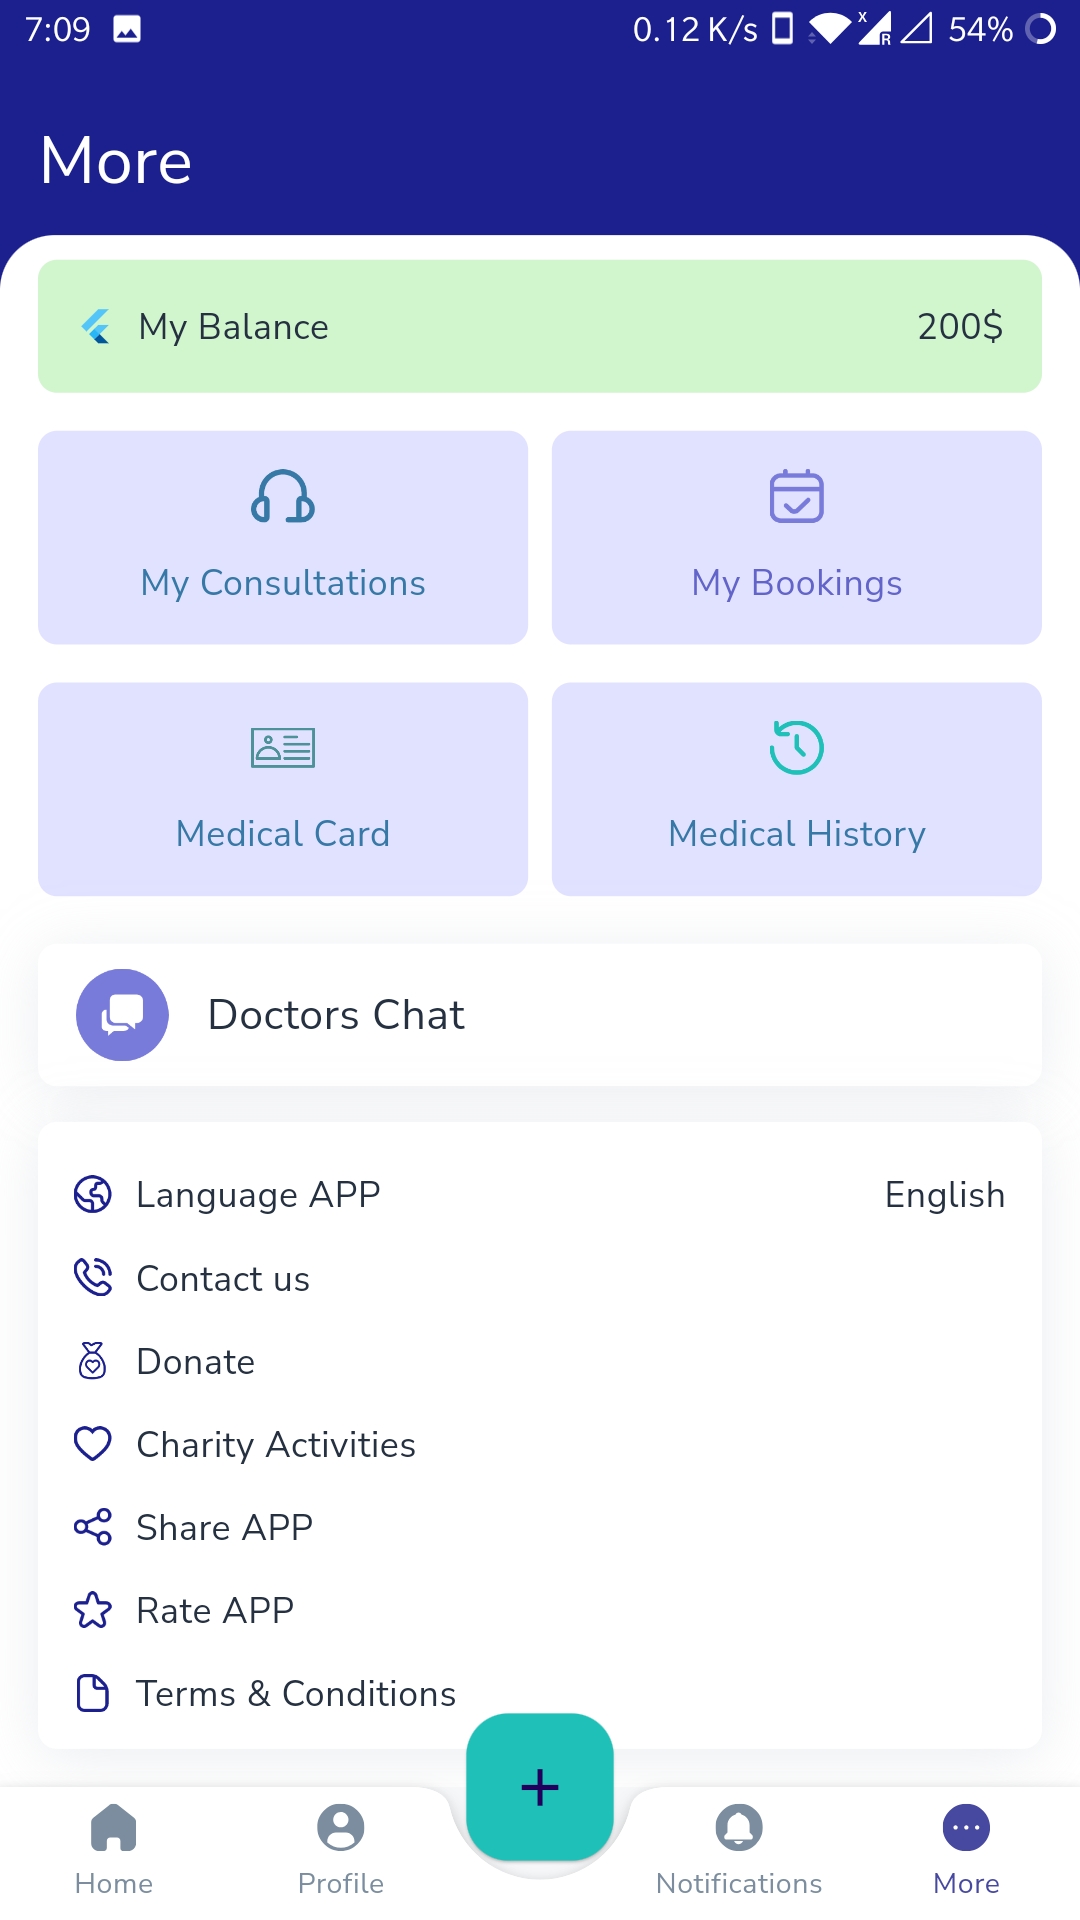 7:09 0.12 K/s X R 54%
More
My Balance 200$
My Consultations My Bookings
Medical Card Medical History
Doctors Chat
Language APP English
Contact us
Donate
Charity Activities
Share APP
Rate APP
Terms & Conditions
+
Home Profile Notifications More